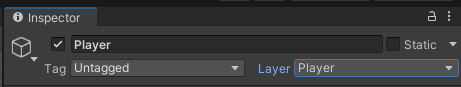 Inspector
Player Static
Tag Untagged Layer Player